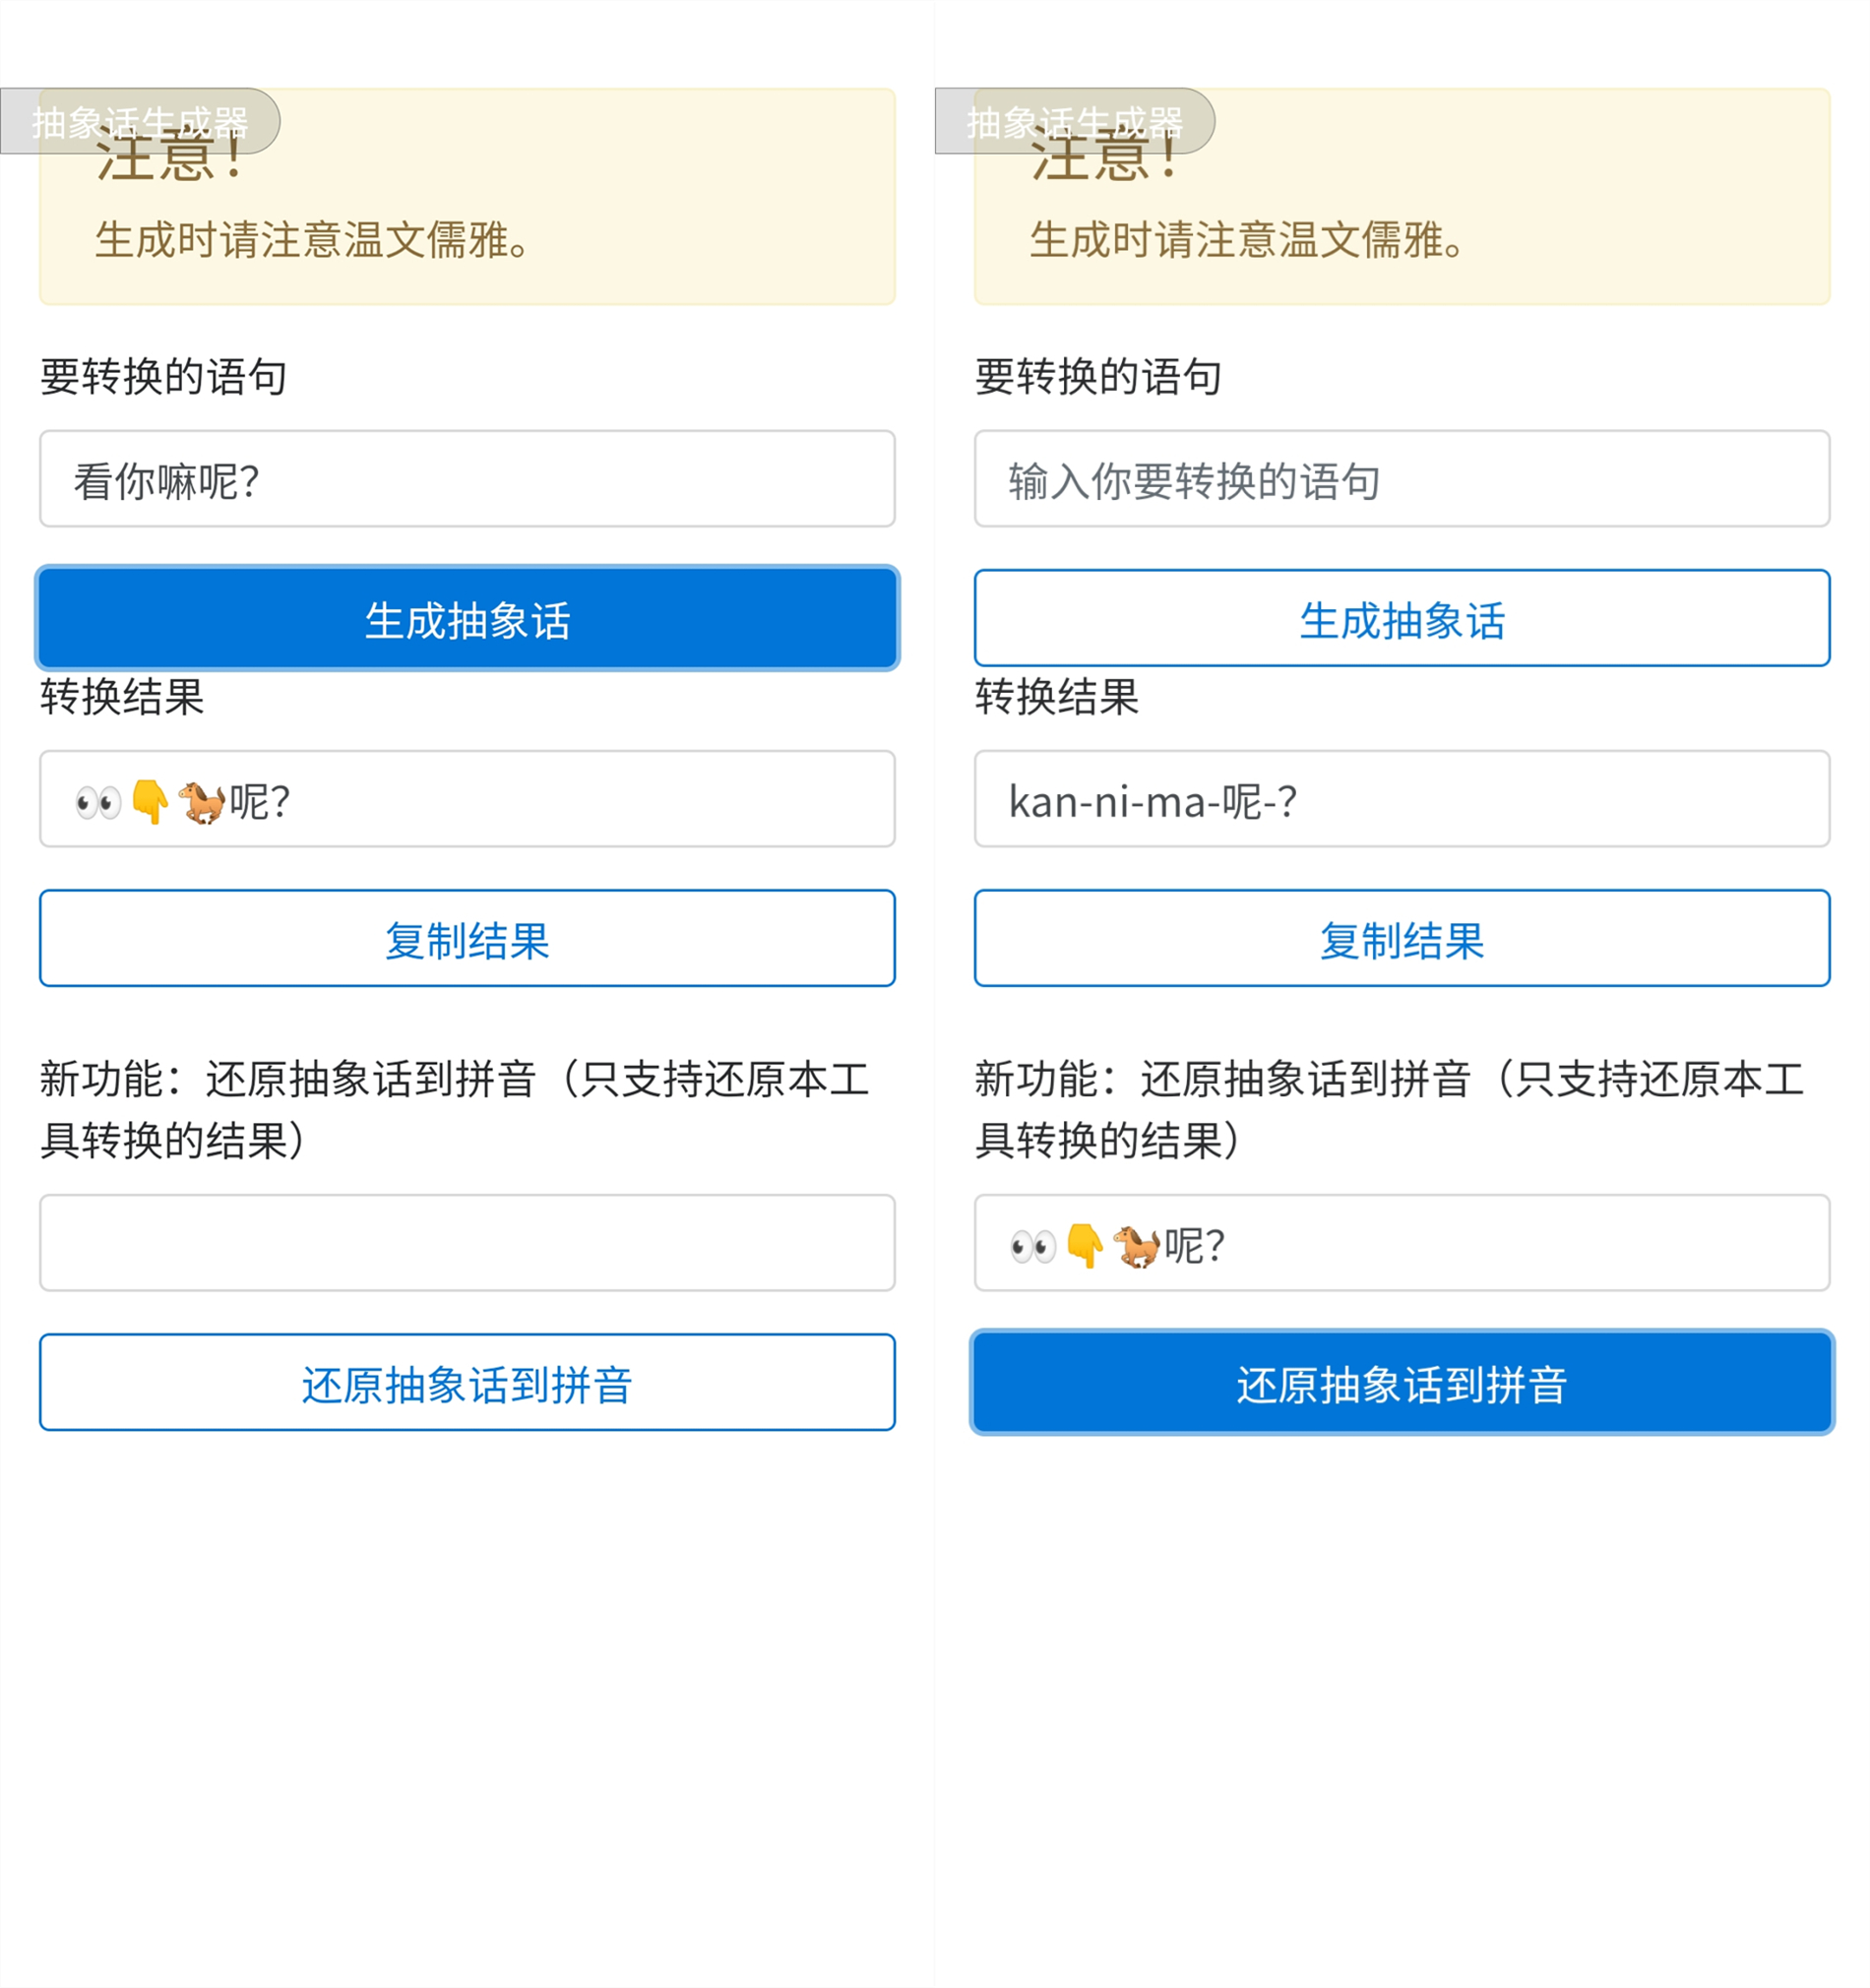 抽象话生成器
注意！
生成时请注意温文儒雅。
要转换的语句
看你嘛呢？
生成抽象话
转换结果
👀👇🐎呢？
复制结果
新功能：还原抽象话到拼音（只支持还原本工
具转换的结果）
还原抽象话到拼音
抽象话生成器
注意！
生成时请注意温文儒雅。
要转换的语句
输入你要转换的语句
生成抽象话
转换结果
kan-ni-ma-呢-？
复制结果
新功能：还原抽象话到拼音（只支持还原本工
具转换的结果）
👀👇🐎呢？
还原抽象话到拼音